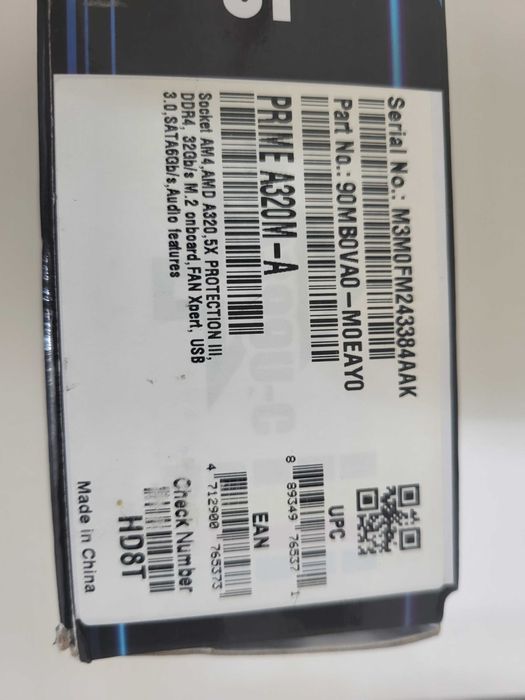 Serial No.: M3M0FM243384AAK
Part No.: 90MB0VA0-M0EAY0
PRIME A320M-A
Socket AM4,AMD A320,5X PROTECTION III,
DDR4, 32Gb/s M.2 onboard,FAN Xpert, USB
3.0,SATA6Gb/s,Audio features
UPC
8 89349 76537 1
EAN
4 712900 765373
Check Number
HD8T
Made in China